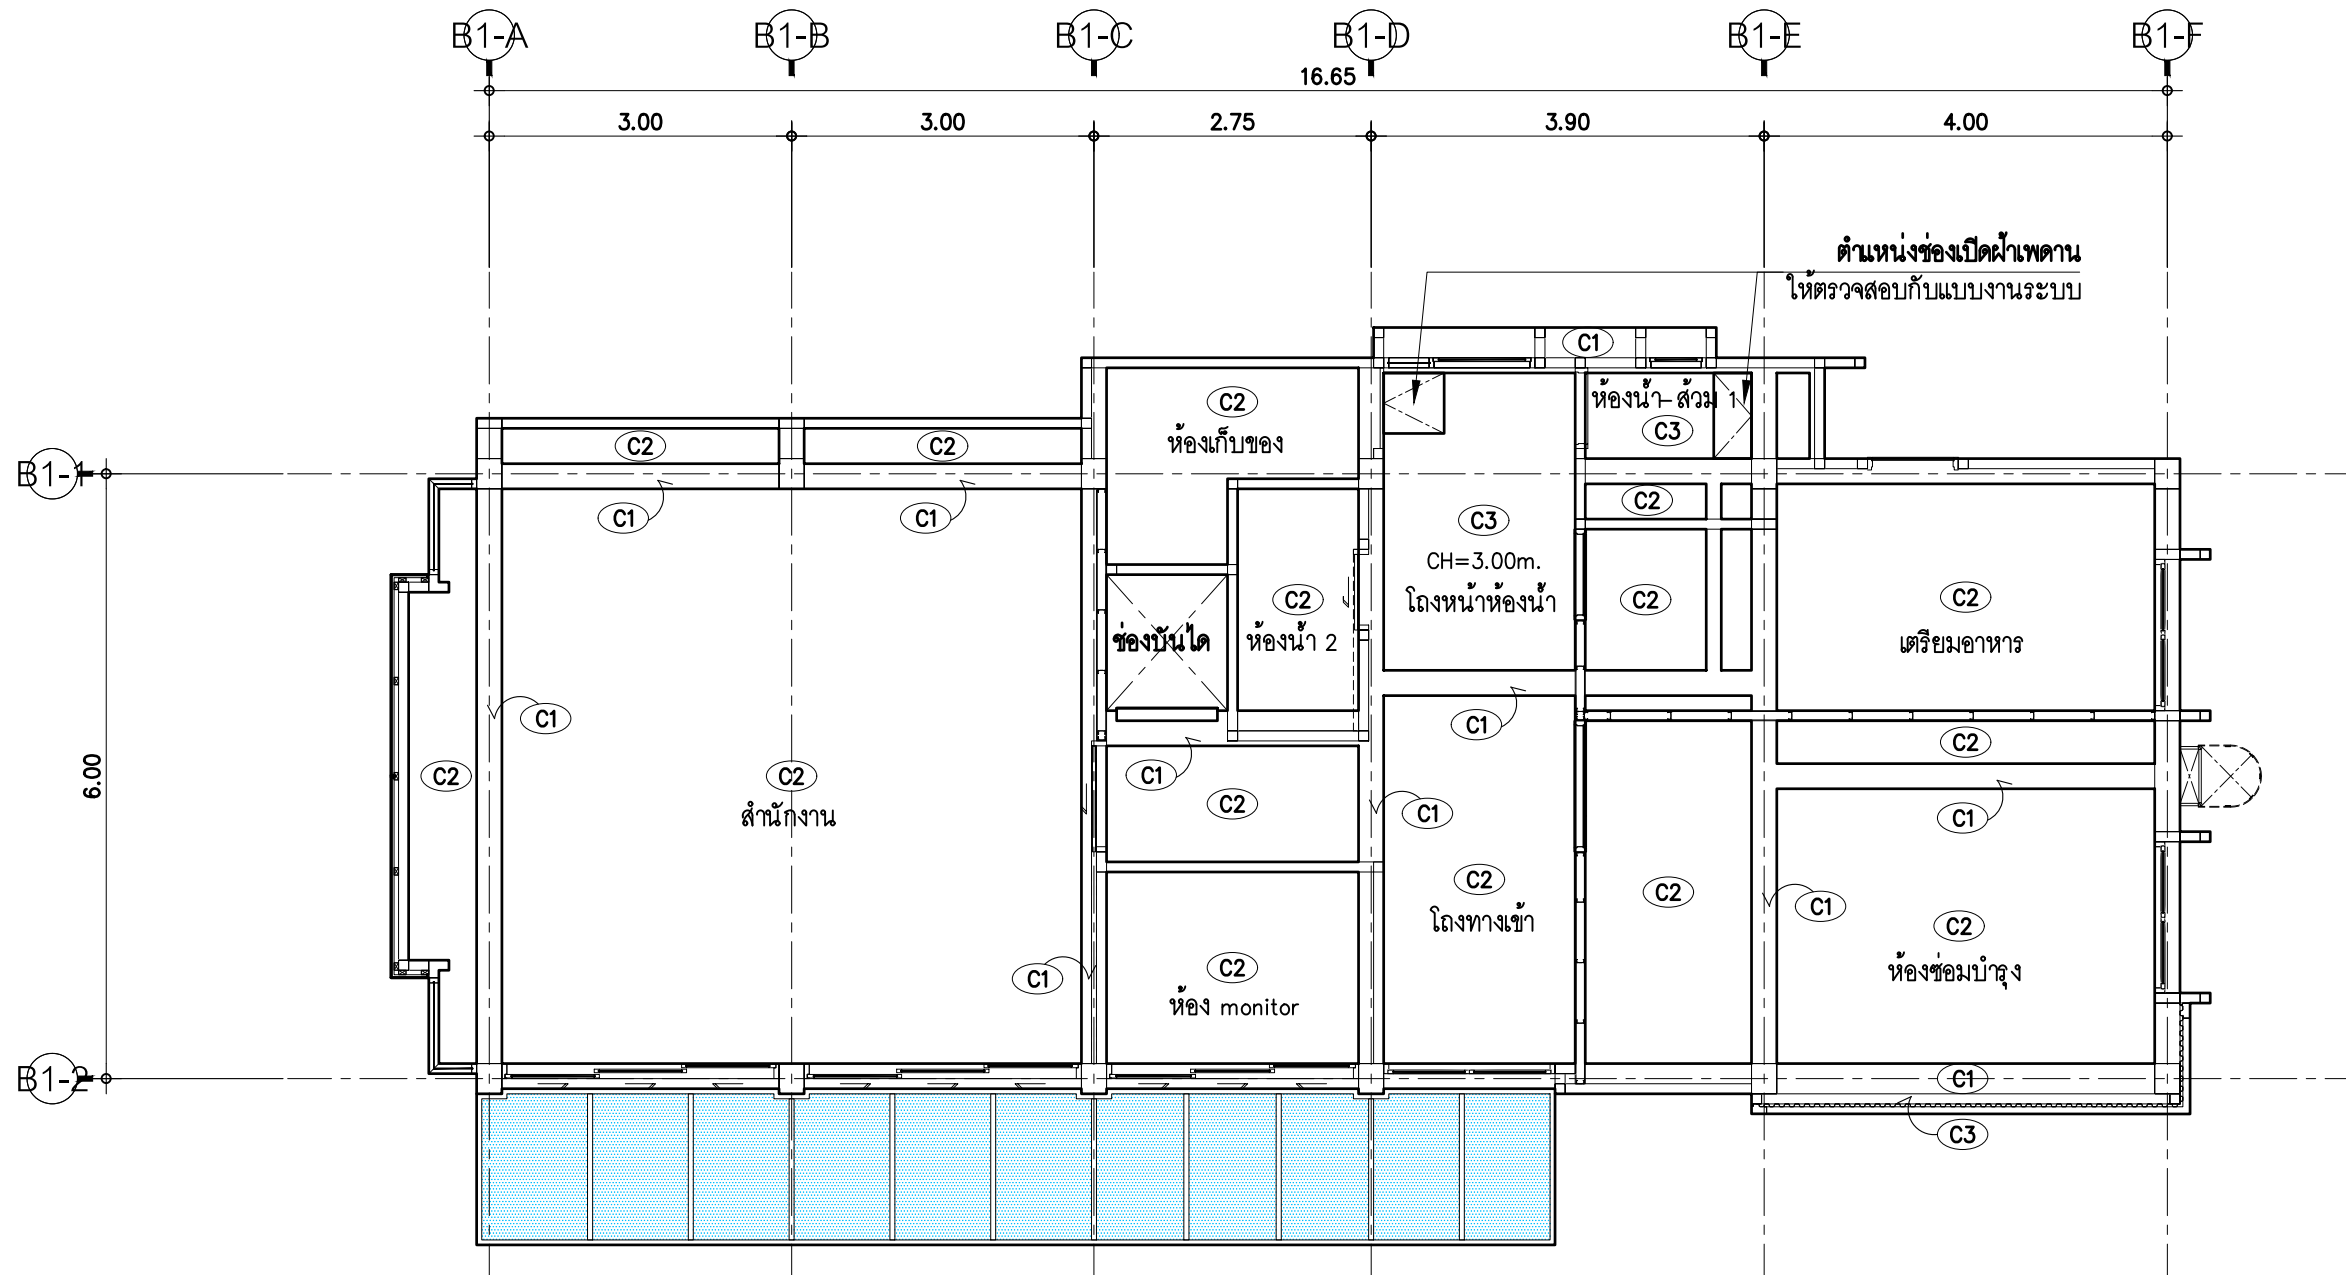 B1-A
B1-B
B1-C
B1-D
B1-E
B1-F
16.65
3.00
3.00
2.75
3.90
4.00
ตำแหน่งช่องเปิดฝ้าเพดาน
ให้ตรวจสอบกับแบบงานระบบ
C1
C2
ห้องเก็บของ
ห้องน้ำ-ส้วม 1
C3
C2
C2
B1-1
C1
C1
C2
C3
CH=3.00m.
โถงหน้าห้องน้ำ
C2
C2
เตรียมอาหาร
C2
ห้องน้ำ 2
ช่องบันได
C1
C1
C2
C1
C2
C2
สำนักงาน
6.00
C2
C1
C1
C2
โถงทางเข้า
C2
C1
C2
ห้องซ่อมบำรุง
C1
C2
ห้อง monitor
B1-2
C1
C3